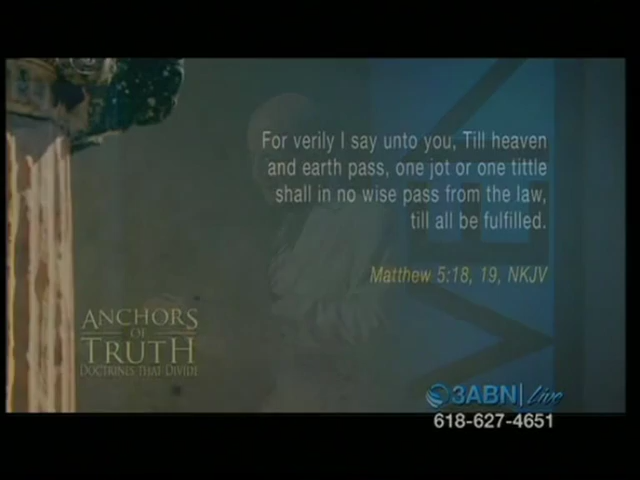 For verily I say unto you, Till heaven
and earth pass, one jot or one tittle
shall in no wise pass from the law,
till all be fulfilled.
Matthew 5:18, 19, NKJV
ANCHORS
OF
TRUTH
DOCTRINES THAT DIVIDE
3ABN Live
618-627-4651